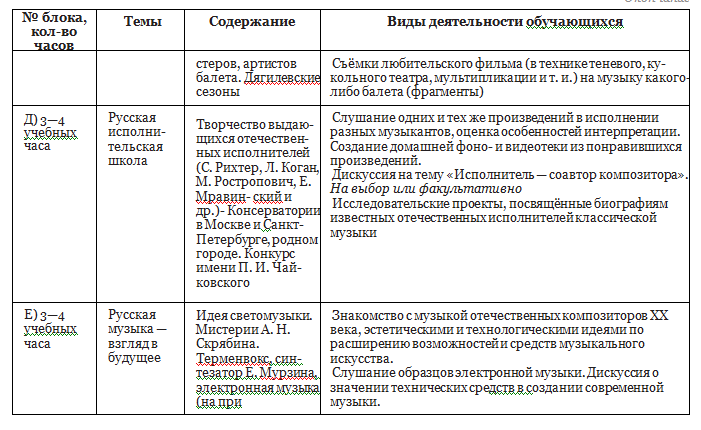 № блока,
кол-во
часов
Темы
Содержание
Виды деятельности обучающихся
стеров, артистов
балета. Дягилевские
сезоны
Съёмки любительского фильма (в технике теневого, ку-
кольного театра, мультипликации и т. и.) на музыку какого-
либо балета (фрагменты)
Д) 3—4
учебных
часа
Русская
исполни-
тельская
школа
Творчество выдаю-
щихся отечествен-
ных исполнителей
(С. Рихтер, Л. Коган,
М. Ростропович, Е.
Мравин- ский и
др.)- Консерватории
в Москве и Санкт-
Петербурге, родном
городе. Конкурс
имени П. И. Чай-
ковского
Слушание одних и тех же произведений в исполнении
разных музыкантов, оценка особенностей интерпретации.
Создание домашней фоно- и видеотеки из понравившихся
произведений.
Дискуссия на тему «Исполнитель — соавтор композитора».
На выбор или факультативно
Исследовательские проекты, посвящённые биографиям
известных отечественных исполнителей классической
музыки
Е) 3—4
учебных
часа
Русская
музыка —
взгляд в
будущее
Идея светомузыки.
Мистерии А. Н.
Скрябина.
Терменвокс, син-
тезатор Е. Мурзина,
электронная музыка
(на при
Знакомство с музыкой отечественных композиторов XX
века, эстетическими и технологическими идеями по
расширению возможностей и средств музыкального
искусства.
Слушание образцов электронной музыки. Дискуссия о
значении технических средств в создании современной
музыки.